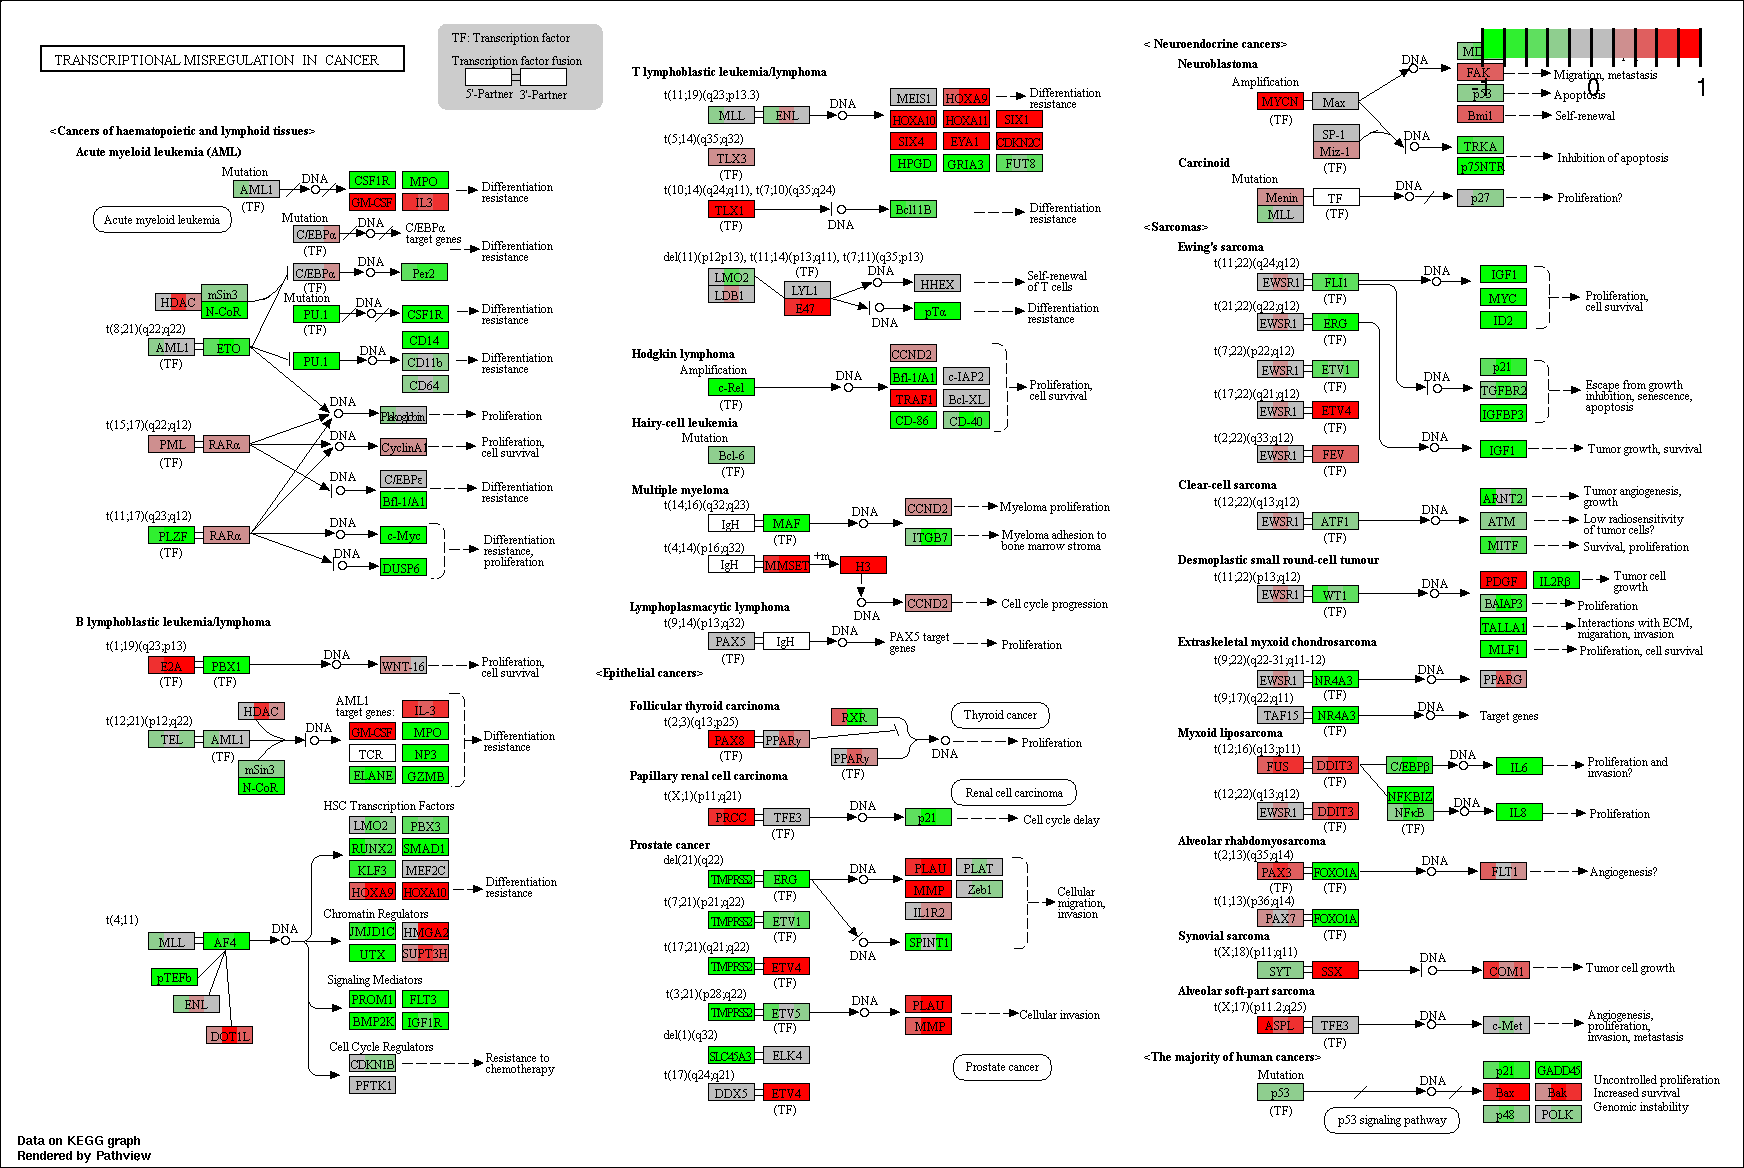 TRANSCRIPTIONAL MISREGULATION IN CANCER
TF: Transcription factor
Transcription factor fusion
5'-Partner 3'-Partner
<Cancers of haematopoietic and lymphoid tissues>
Acute myeloid leukemia (AML)
Mutation
AML1
(TF)
DNA
CSF1R
MPO
GM-CSF
IL3
Differentiation
resistance
Acute myeloid leukemia
Mutation
C/EBPα
(TF)
DNA
C/EBPα
target genes
Differentiation
resistance
HDAC
mSin3
N-CoR
C/EBPα
(TF)
DNA
Per2
Mutation
PU.1
(TF)
DNA
CSF1R
Differentiation
resistance
t(8;21)(q22;q22)
AML1
ETO
(TF)
PU.1
DNA
CD14
CD11b
CD64
Differentiation
resistance
DNA
Plakoglobin
Proliferation
t(15;17)(q22;q12)
PML
RARα
(TF)
DNA
CyclinA1
Proliferation,
cell survival
DNA
C/EBPε
Bfl-1/A1
Differentiation
resistance
t(11;17)(q23;q12)
PLZF
RARα
(TF)
DNA
c-Myc
DNA
DUSP6
Differentiation
resistance,
proliferation
B lymphoblastic leukemia/lymphoma
t(1;19)(q23;p13)
E2A
PBX1
(TF)
(TF)
DNA
WNT-16
Proliferation,
cell survival
t(12;21)(p12;q22)
TEL
AML1
(TF)
HDAC
mSin3
N-CoR
DNA
AML1
target genes:
IL-3
GM-CSF
MPO
TCR
NP3
ELANE
GZMB
Differentiation
resistance
HSC Transcription Factors
LMO2
PBX3
RUNX2
SMAD1
KLF3
MEF2C
HOXA9
HOXA10
Differentiation
resistance
t(4;11)
MLL
AF4
DNA
pTEFb
ENL
DOT1L
Chromatin Regulators
JMJD1C
HMGA2
UTX
SUPT3H
Signaling Mediators
PROM1
FLT3
BMP2K
IGF1R
Cell Cycle Regulators
CDKN1B
PFTK1
Resistance to
chemotherapy
T lymphoblastic leukemia/lymphoma
t(11;19)(q23;p13.3)
MLL
ENL
DNA
MEIS1
HOXA9
HOXA10
HOXA11
SIX1
SIX4
EYA1
CDKN2C
HPGD
GRIA3
FUT8
Differentiation
resistance
t(5;14)(q35;q32)
TLX3
(TF)
t(10;14)(q24;q11), t(7;10)(q35;q24)
TLX1
(TF)
DNA
Bcl11B
Differentiation
resistance
del(11)(p12p13), t(11;14)(p13;q11), t(7;11)(q35;p13)
LMO2
LDB1
(TF)
LYL1
E47
DNA
HHEX
Self-renewal
of T cells
DNA
pTα
Differentiation
resistance
Hodgkin lymphoma
Amplification
c-Rel
(TF)
DNA
CCND2
Bfl-1/A1
c-IAP2
TRAF1
Bcl-XL
CD-86
CD-40
Proliferation,
cell survival
Hairy-cell leukemia
Mutation
Bcl-6
(TF)
Multiple myeloma
t(14;16)(q32;q23)
IgH
MAF
(TF)
DNA
CCND2
Myeloma proliferation
ITGB7
Myeloma adhesion to
bone marrow stroma
t(4;14)(p16;q32)
IgH
MMSET
+m
H3
DNA
CCND2
Cell cycle progression
Lymphoplasmacytic lymphoma
t(9;14)(p13;q32)
PAX5
IgH
(TF)
DNA
PAX5 target
genes
Proliferation
<Epithelial cancers>
Follicular thyroid carcinoma
t(2;3)(q13;p25)
PAX8
PPARγ
(TF)
(TF)
RXR
PPARγ
(TF)
DNA
Thyroid cancer
Proliferation
Papillary renal cell carcinoma
t(X;1)(p11;q21)
PRCC
TFE3
(TF)
DNA
p21
Renal cell carcinoma
Cell cycle delay
Prostate cancer
del(21)(q22)
TMPRSS2
ERG
(TF)
DNA
PLAU
PLAT
MMP
Zeb1
IL1R2
Cellular
migration,
invasion
t(7;21)(p21;q22)
TMPRSS2
ETV1
(TF)
DNA
SPINT1
t(17;21)(q21;q22)
TMPRSS2
ETV4
(TF)
t(3;21)(p28;q22)
TMPRSS2
ETV5
(TF)
DNA
PLAU
MMP
Cellular invasion
del(1)(q32)
SLC45A3
ELK4
t(17)(q24;q21)
DDX5
ETV4
(TF)
Prostate cancer
<Neuroendocrine cancers>
Neuroblastoma
Amplification
MYCN
(TF)
Max
DNA
FAK
Migration, metastasis
p53
Apoptosis
Bmi1
Self-renewal
SP-1
Miz-1
(TF)
DNA
TRKA
p75NTR
Inhibition of apoptosis
-1
0
1
Carcinoid
Mutation
Menin
MLL
TF
(TF)
DNA
p27
Proliferation?
<Sarcomas>
Ewing's sarcoma
t(11;22)(q24;q12)
EWSR1
FLI1
(TF)
DNA
IGF1
MYC
ID2
Proliferation,
cell survival
t(21;22)(q22;q12)
EWSR1
ERG
(TF)
t(7;22)(p22;q12)
EWSR1
ETV1
(TF)
DNA
p21
TGFBR2
IGFBP3
Escape from growth
inhibition, senescence,
apoptosis
t(17;22)(q21;q12)
EWSR1
ETV4
(TF)
t(2;22)(q33;q12)
EWSR1
FEV
(TF)
DNA
IGF1
Tumor growth, survival
Clear-cell sarcoma
t(12;22)(q13;q12)
EWSR1
ATF1
(TF)
DNA
ARNT2
Tumor angiogenesis,
growth
ATM
Low radiosensitivity
of tumor cells?
MITF
Survival, proliferation
Desmoplastic small round-cell tumour
t(11;22)(p13;q12)
EWSR1
WT1
(TF)
DNA
PDGF
IL2Rβ
Tumor cell
growth
BAIAP3
Proliferation
TALLA1
Interactions with ECM,
migaration, invasion
MLF1
Proliferation, cell survival
Extraskeletal myxoid chondrosarcoma
t(9;22)(q22-31;q11-12)
EWSR1
NR4A3
(TF)
DNA
PPARG
t(9;17)(q22;q11)
TAF15
NR4A3
(TF)
DNA
Target genes
Myxoid liposarcoma
t(12;16)(q13;p11)
FUS
DDIT3
(TF)
C/EBPβ
DNA
IL6
Proliferation and
invasion?
t(12;22)(q13;q12)
EWSR1
DDIT3
(TF)
NFKBIZ
NFκB
(TF)
DNA
IL8
Proliferation
Alveolar rhabdomyosarcoma
t(2;13)(q35;q14)
PAX3
FOXO1A
(TF)
(TF)
DNA
FLT1
Angiogenesis?
t(1;13)(p36;q14)
PAX7
FOXO1A
(TF)
Synovial sarcoma
t(X;18)(p11;q11)
SYT
SSX
DNA
COM1
Tumor cell growth
Alveolar soft-part sarcoma
t(X;17)(p11.2;q25)
ASPL
TFE3
(TF)
DNA
c-Met
Angiogenesis,
proliferation,
invasion, metastasis
<The majority of human cancers>
Mutation
p53
(TF)
DNA
p21
GADD45
Bax
Bak
p48
POLK
Uncontrolled proliferation
Increased survival
Genomic instability
p53 signaling pathway
Data on KEGG graph
Rendered by Pathview